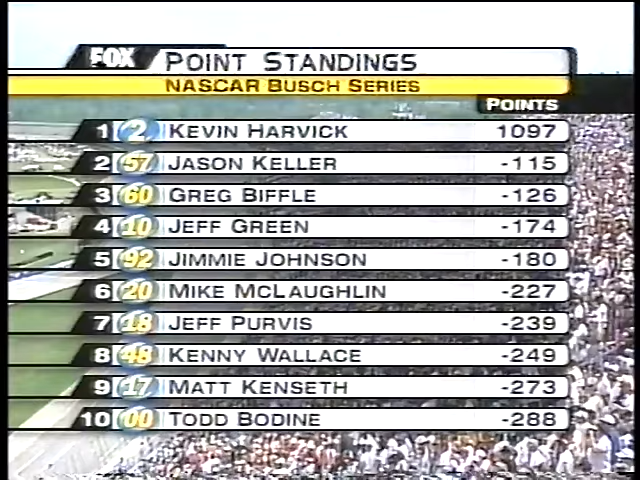 FOX POINT STANDINGS
NASCAR BUSCH SERIES
POINTS
1 2 KEVIN HARVICK 1097
2 57 JASON KELLER -115
3 60 GREG BIFFLE -126
4 10 JEFF GREEN -174
5 92 JIMMIE JOHNSON -180
6 20 MIKE MCLAUGHLIN -227
7 18 JEFF PURVIS -239
8 48 KENNY WALLACE -249
9 17 MATT KENSETH -273
10 00 TODD BODINE -288